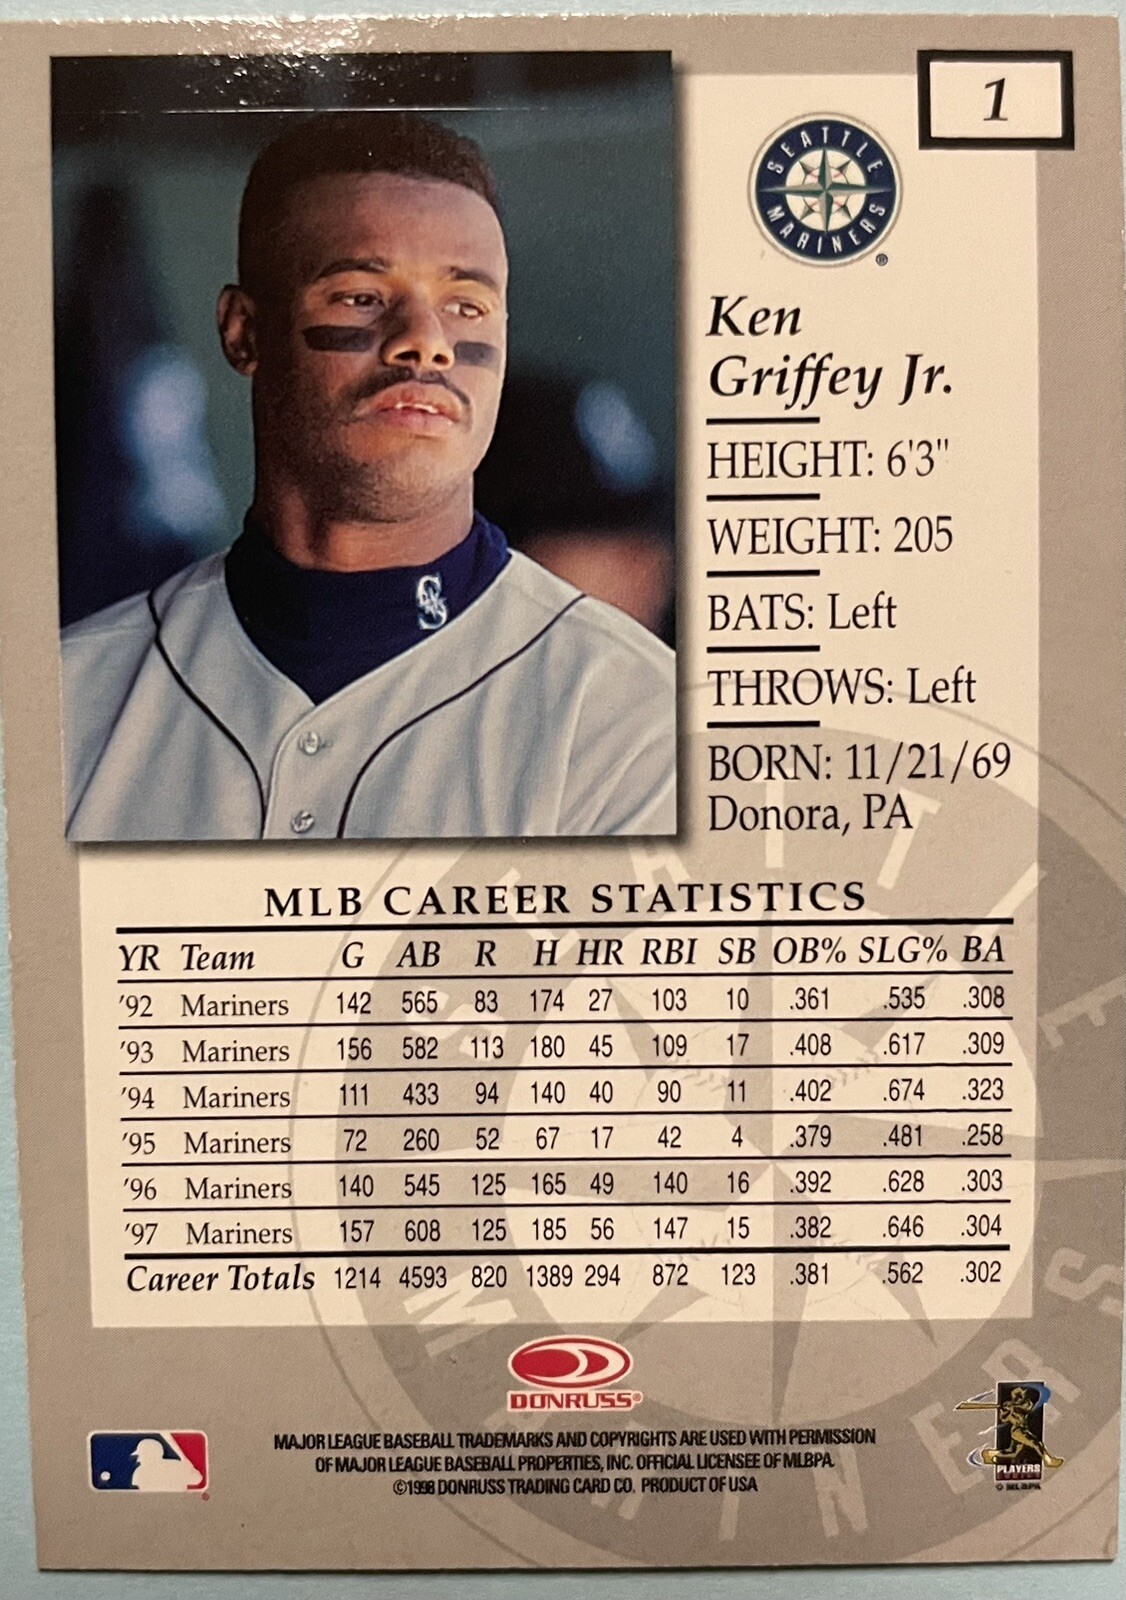 1
SEATTLE
MARINERS
®
Ken
Griffey Jr.
HEIGHT: 6'3"
WEIGHT: 205
BATS: Left
THROWS: Left
BORN: 11/21/69
Donora, PA
S
MLB CAREER STATISTICS
YR Team G AB R H HR RBI SB OB% SLG% BA
'92 Mariners 142 565 83 174 27 103 10 .361 .535 .308
'93 Mariners 156 582 113 180 45 109 17 .408 .617 .309
'94 Mariners 111 433 94 140 40 90 11 .402 .674 .323
'95 Mariners 72 260 52 67 17 42 4 .379 .481 .258
'96 Mariners 140 545 125 165 49 140 16 .392 .628 .303
'97 Mariners 157 608 125 185 56 147 15 .382 .646 .304
Career Totals 1214 4593 820 1389 294 872 123 .381 .562 .302
DONRUSS®
MAJOR LEAGUE BASEBALL TRADEMARKS AND COPYRIGHTS ARE USED WITH PERMISSION
OF MAJOR LEAGUE BASEBALL PROPERTIES, INC. OFFICIAL LICENSEE OF MLBPA.
©1998 DONRUSS TRADING CARD CO. PRODUCT OF USA
PLAYERS
© MLBPA